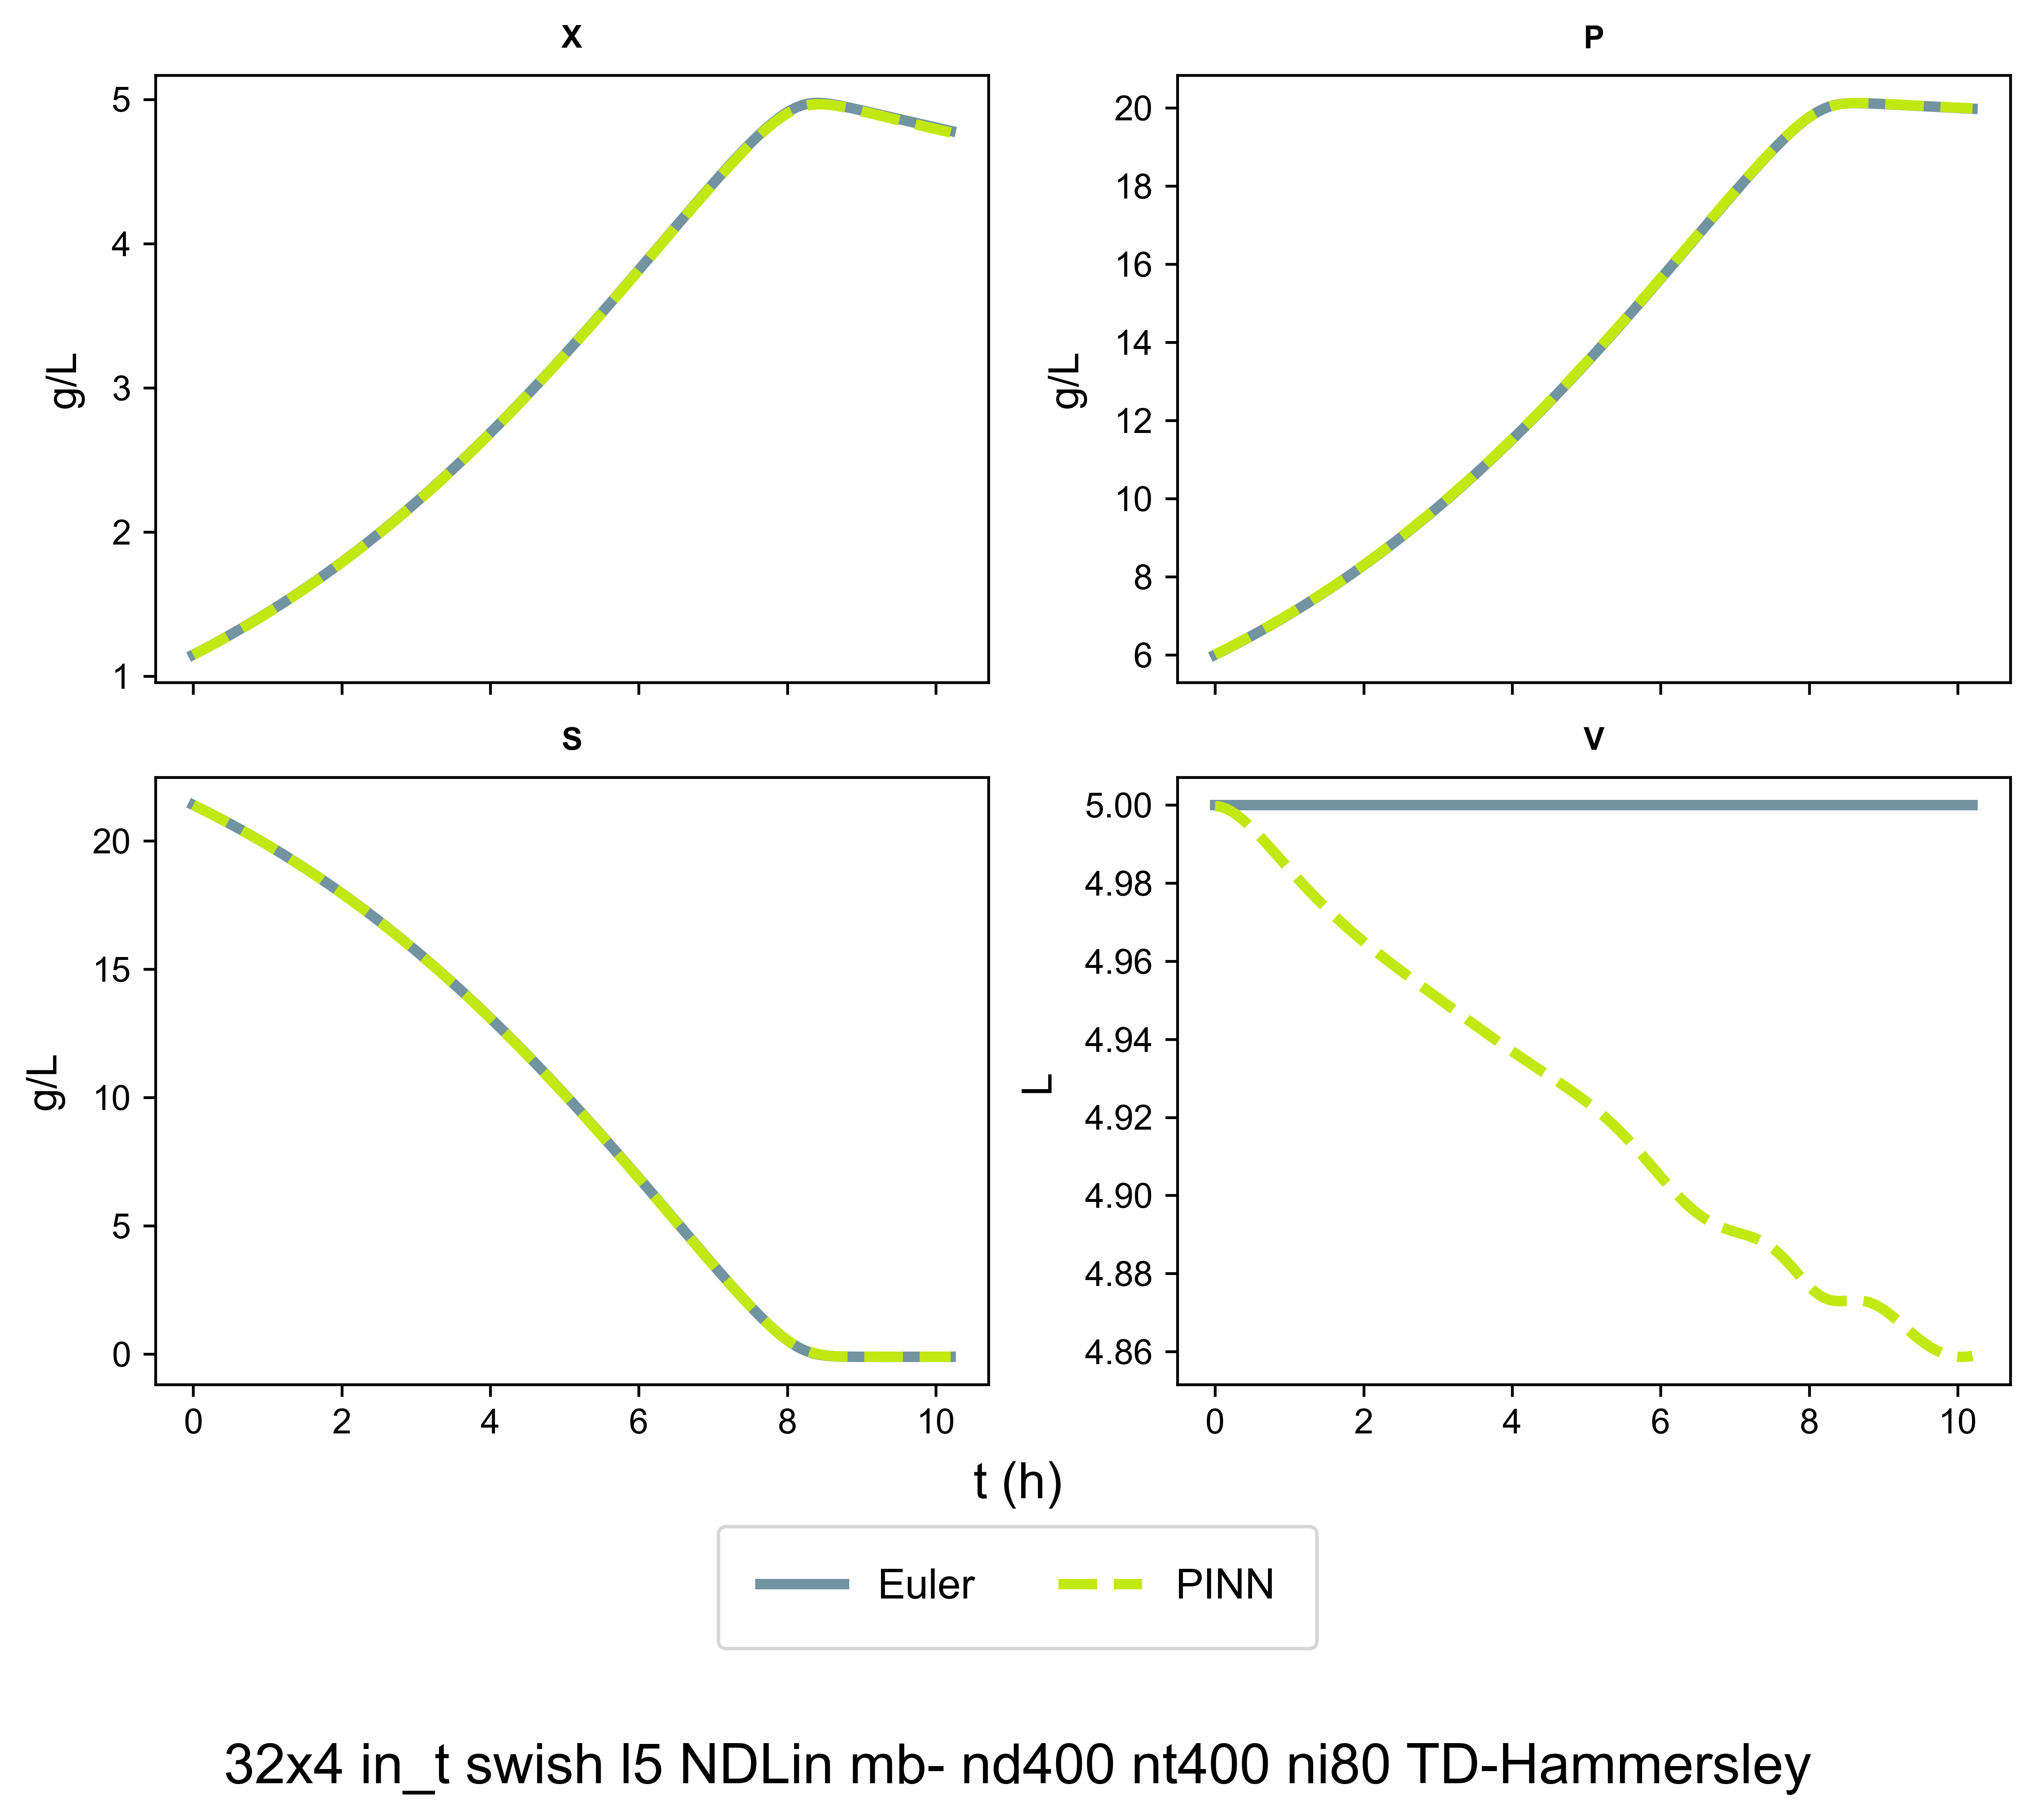 X
5
4
3
2
1
g/L
P
20
18
16
14
12
10
8
6
g/L
S
20
15
10
5
0
g/L
0 2 4 6 8 10
V
5.00
4.98
4.96
4.94
4.92
4.90
4.88
4.86
L
0 2 4 6 8 10
t (h)
Euler PINN
32x4 in_t swish l5 NDLin mb- nd400 nt400 ni80 TD-Hammersley